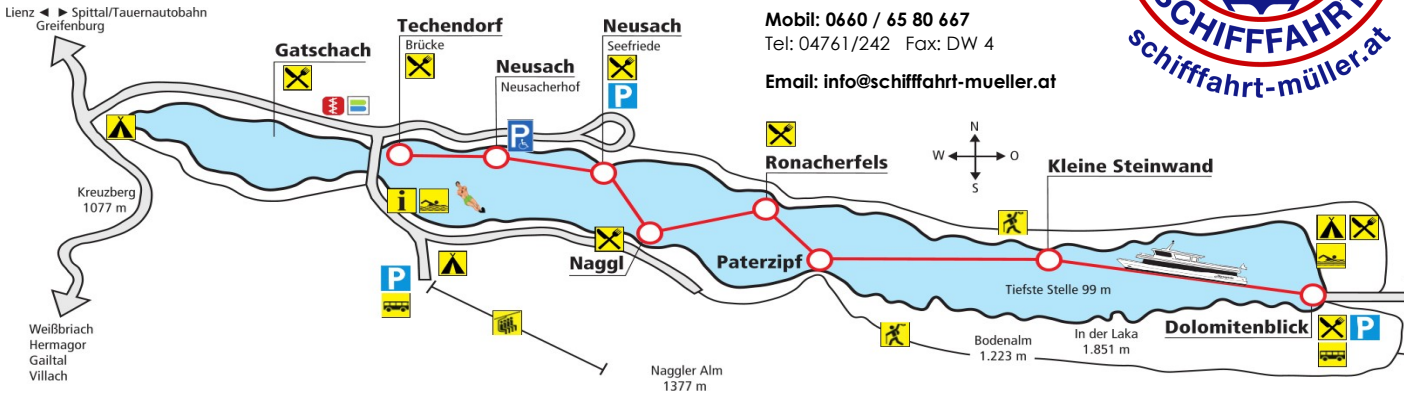 Lienz ◄ ► Spittal/Tauernautobahn
Greifenburg
Gatschach
Techendorf
Brücke
Neusach
Neusacherhof
Neusach
Seefriede
P
P
Mobil: 0660 / 65 80 667
Tel: 04761/242 Fax: DW 4
Email: info@schifffahrt-mueller.at
SCHIFFFAHRT
schifffahrt-müller.at
N
W O
S
Ronacherfels
Kleine Steinwand
Kreuzberg
1077 m
i
Naggl
Paterzipf
P
Tiefste Stelle 99 m
Dolomitenblick
P
Weißbriach
Hermagor
Gailtal
Villach
Naggler Alm
1377 m
Bodenalm
1.223 m
In der Laka
1.851 m